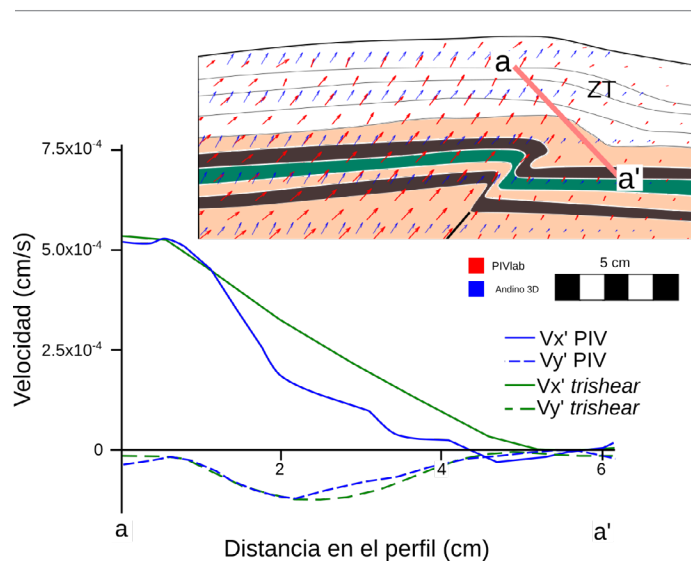 a
ZT
a'
7.5x10⁻⁴
5.0x10⁻⁴
2.5x10⁻⁴
0
Velocidad (cm/s)
PIVlab
Andino 3D
5 cm
Vx' PIV
Vy' PIV
Vx' trishear
Vy' trishear
2
4
6
a
a'
Distancia en el perfil (cm)